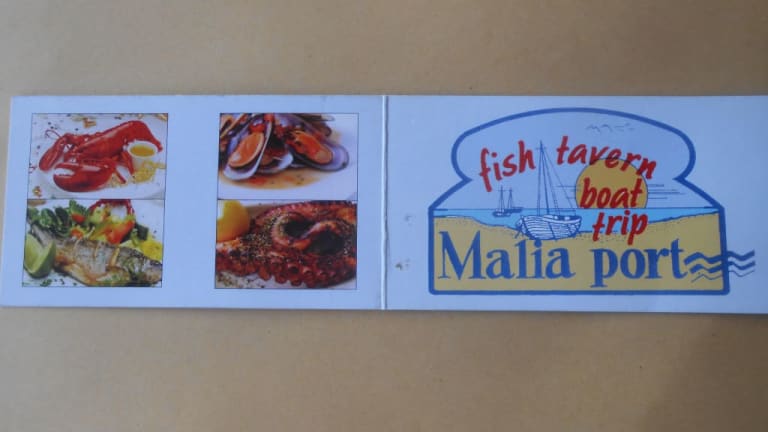 fish tavern
boat
trip
Malia port